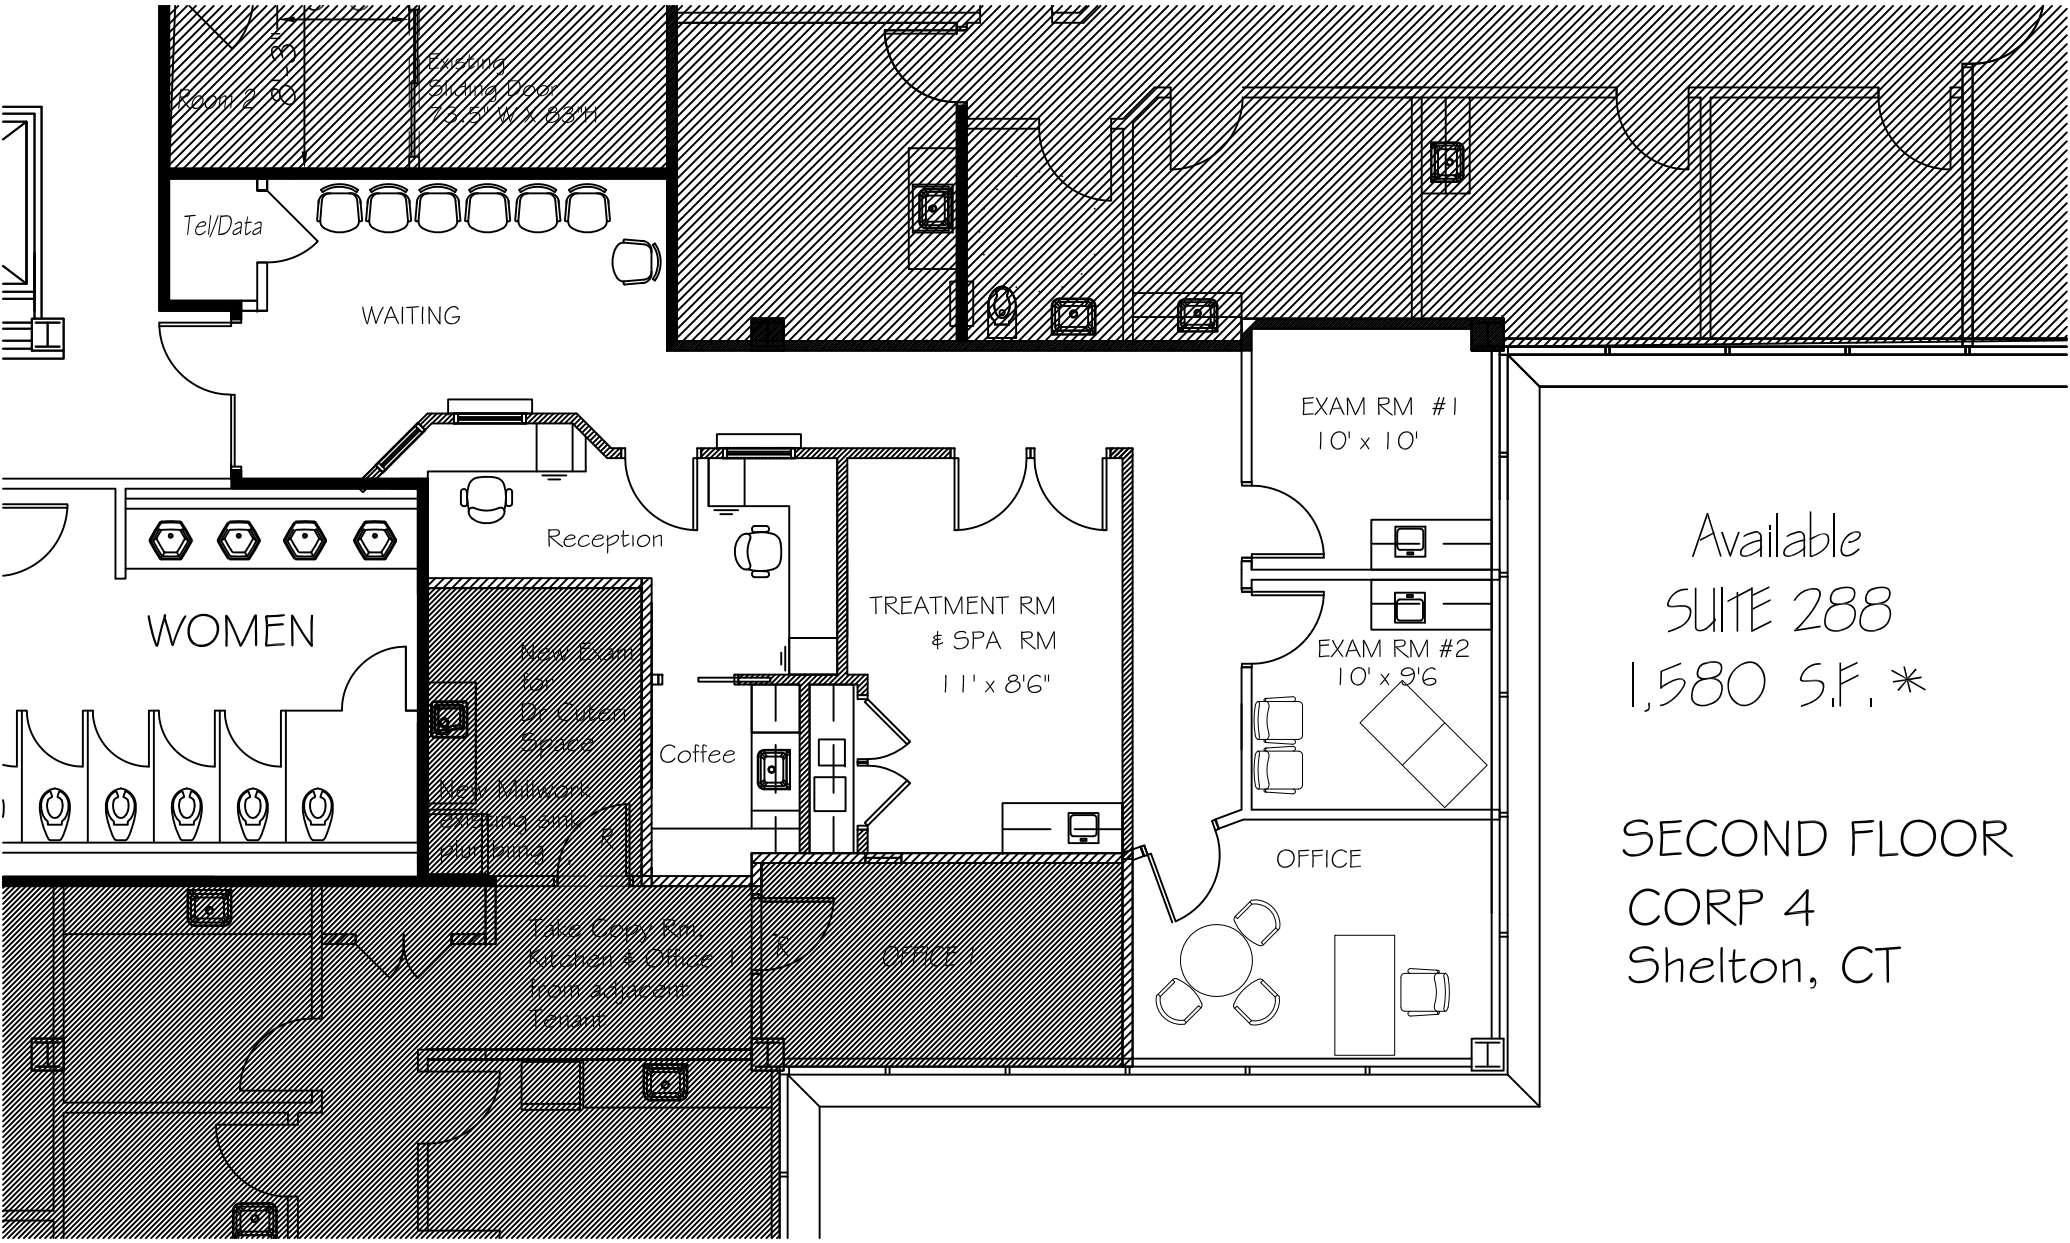 8'-3"
Existing
Sliding Door
73.5" W X 83"H
Room 2
Tel/Data
WAITING
EXAM RM #1
10' x 10'
Reception
WOMEN
TREATMENT RM
& SPA RM
11' x 8'6"
EXAM RM #2
10' x 9'6
New Exam
for
Dr Cuteri
Space
Coffee
New Millwork
existing sink
plumbiing
R
OFFICE
Take Copy Rm,
Kitchen & Office 1
from adjacent
Tenant
R
OFFICE 1
Available
SUITE 288
1,580 S.F. *
SECOND FLOOR
CORP 4
Shelton, CT